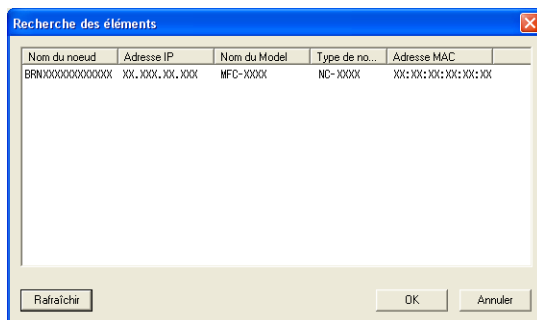 Recherche des éléments
Nom du noeud Adresse IP Nom du Model Type de no... Adresse MAC
BRNXXXXXXXXXXXX XX.XXX.XX.XXX MFC-XXXX NC-XXXX XX:XX:XX:XX:XX:XX
Rafraîchir OK Annuler